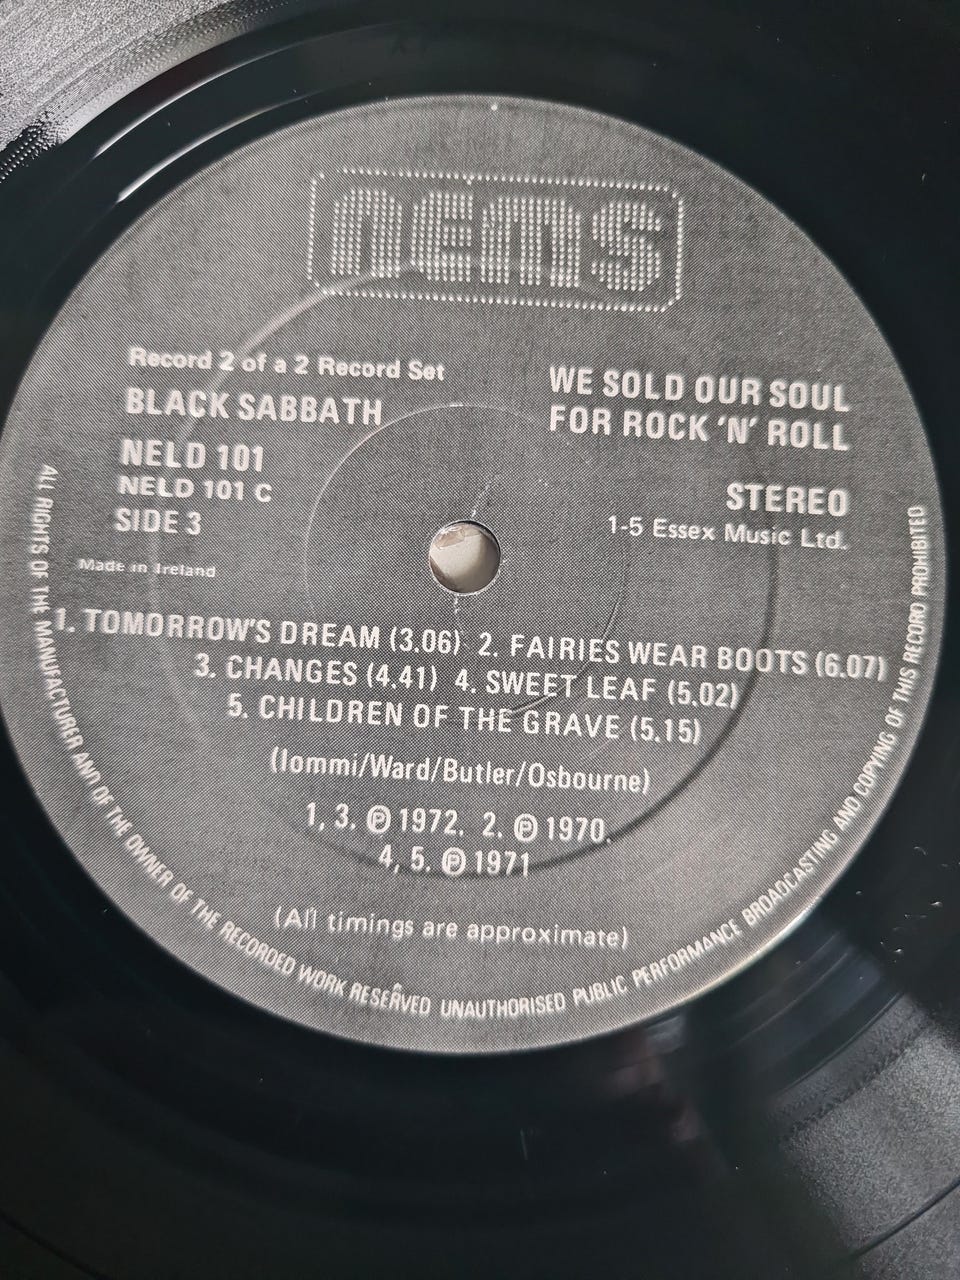 nems
Record 2 of a 2 Record Set
BLACK SABBATH
NELD 101
NELD 101 C
SIDE 3
Made in Ireland
WE SOLD OUR SOUL
FOR ROCK 'N' ROLL
STEREO
1-5 Essex Music Ltd.
1. TOMORROW'S DREAM (3.06) 2. FAIRIES WEAR BOOTS (6.07)
3. CHANGES (4.41) 4. SWEET LEAF (5.02)
5. CHILDREN OF THE GRAVE (5.15)
(Iommi/Ward/Butler/Osbourne)
1, 3. ℗ 1972. 2. ℗ 1970.
4, 5. ℗ 1971
(All timings are approximate)
ALL RIGHTS OF THE MANUFACTURER AND OF THE OWNER OF THE RECORDED WORK RESERVED UNAUTHORISED PUBLIC PERFORMANCE BROADCASTING AND COPYING OF THIS RECORD PROHIBITED